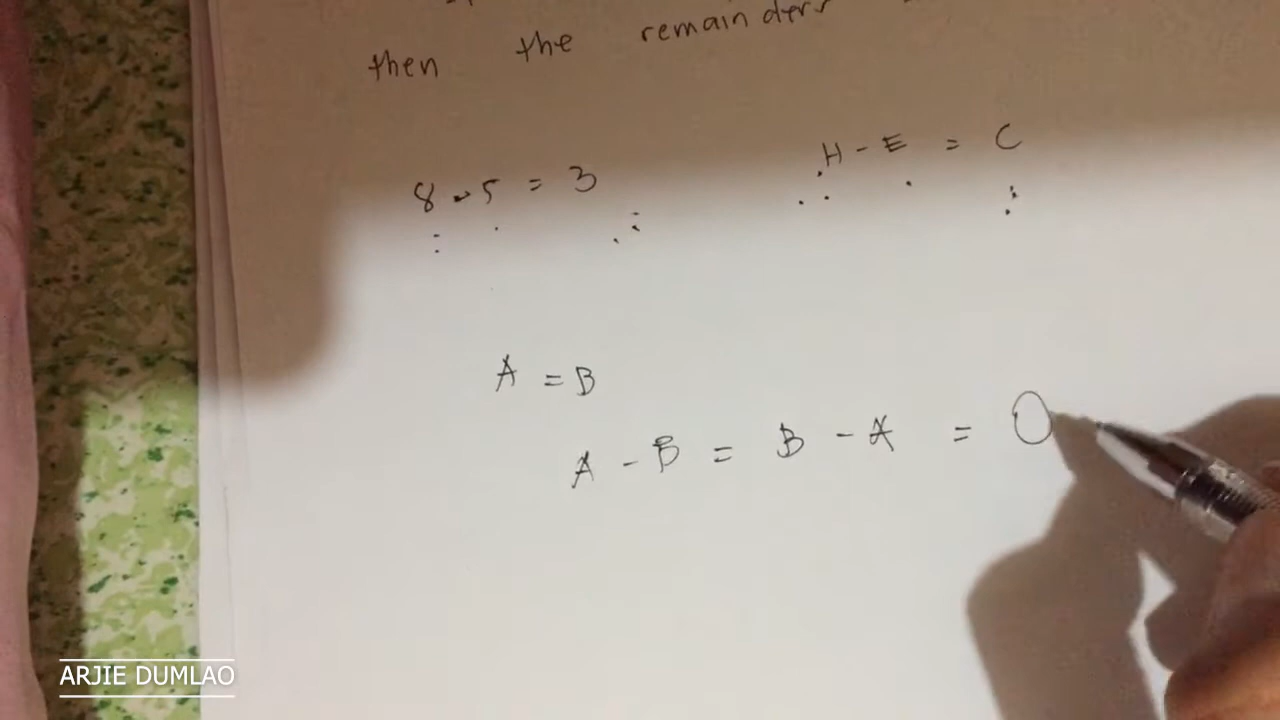 then the remainders
8 - 5 = 3
H - E = C
A = B
A - B = B - A = 0
ARJIE DUMLAO